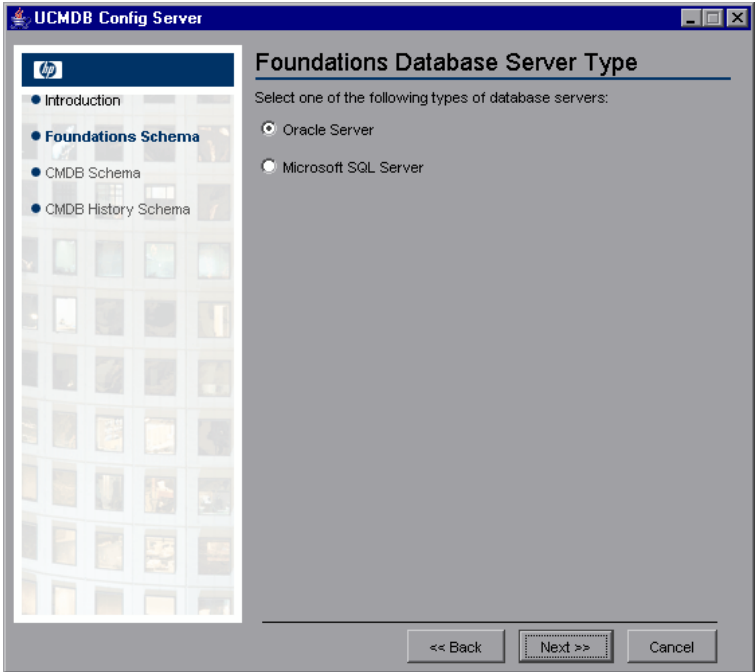 UCMDB Config Server
hp
Introduction
Foundations Schema
CMDB Schema
CMDB History Schema
Foundations Database Server Type
Select one of the following types of database servers:
Oracle Server
Microsoft SQL Server
<< Back
Next >>
Cancel